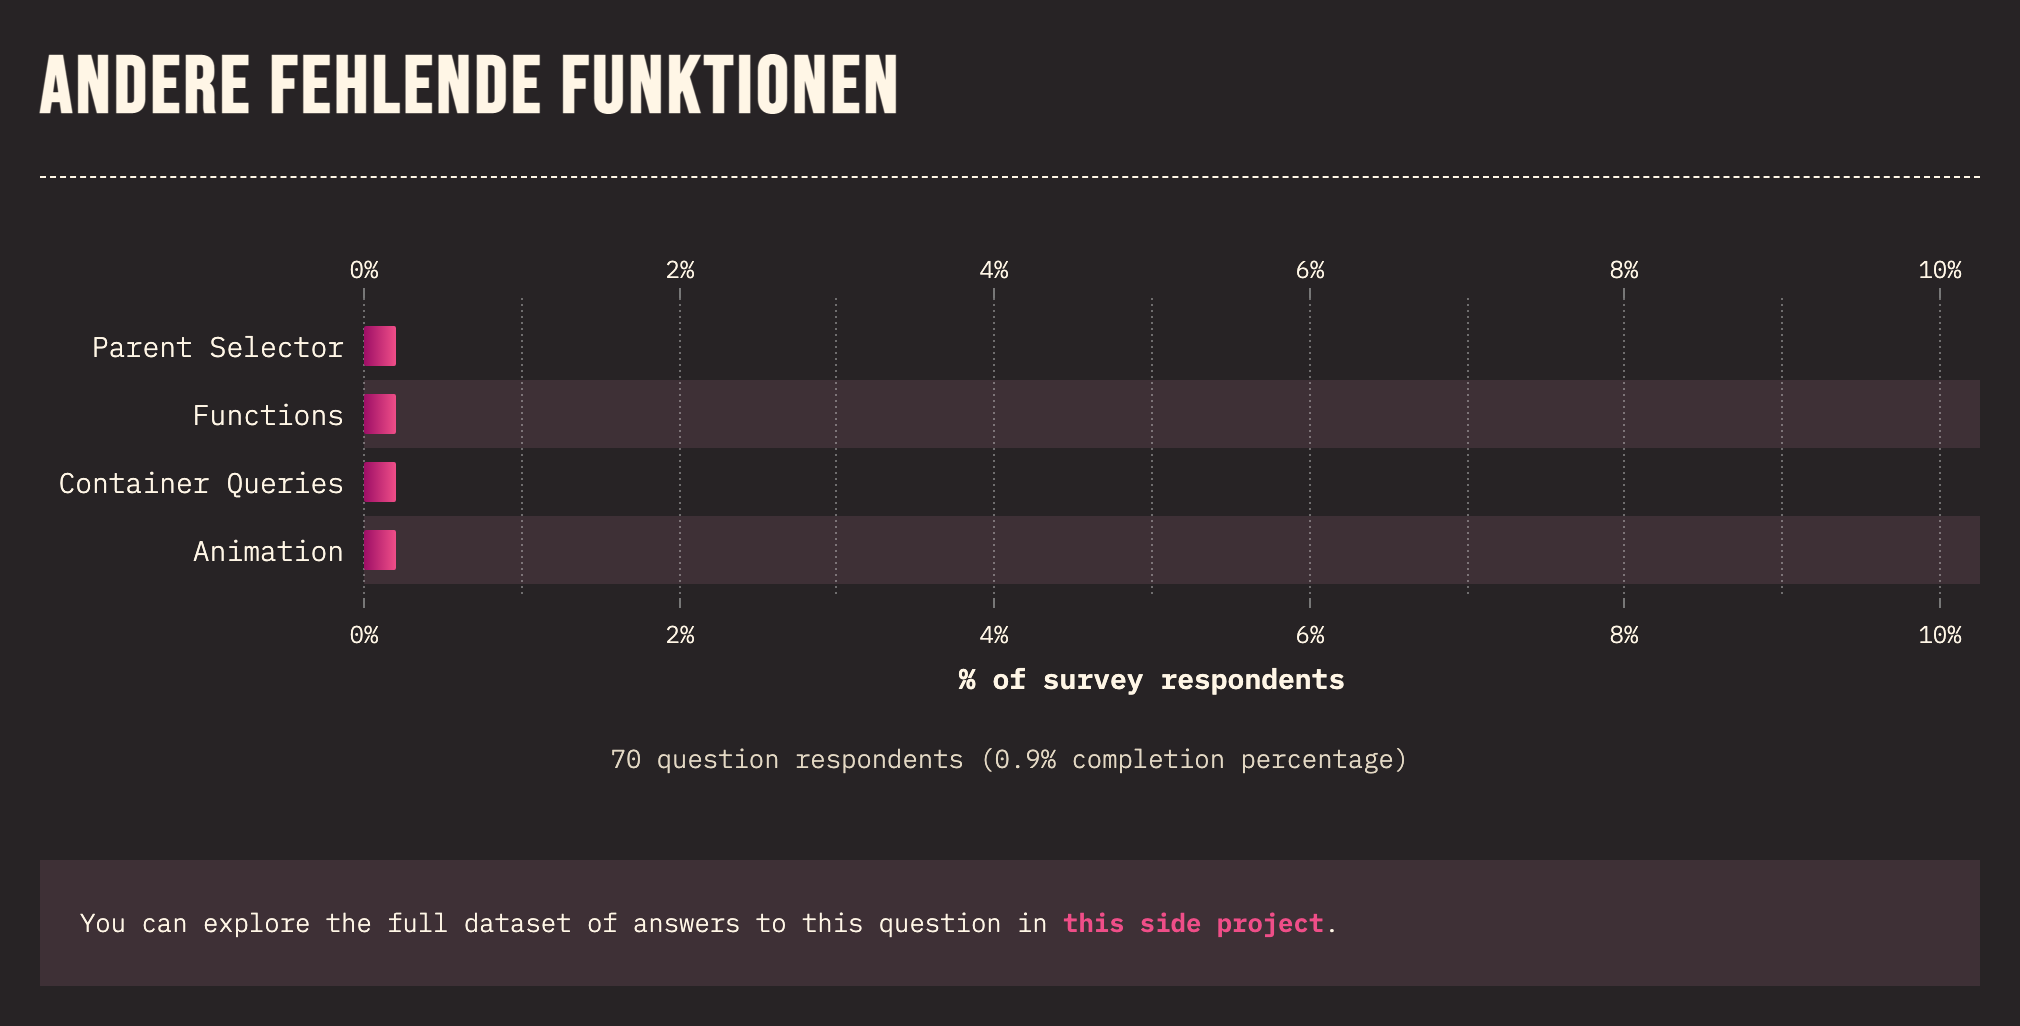 ANDERE FEHLENDE FUNKTIONEN
0% 2% 4% 6% 8% 10%
Parent Selector
Functions
Container Queries
Animation
0% 2% 4% 6% 8% 10%
% of survey respondents
70 question respondents (0.9% completion percentage)
You can explore the full dataset of answers to this question in this side project.